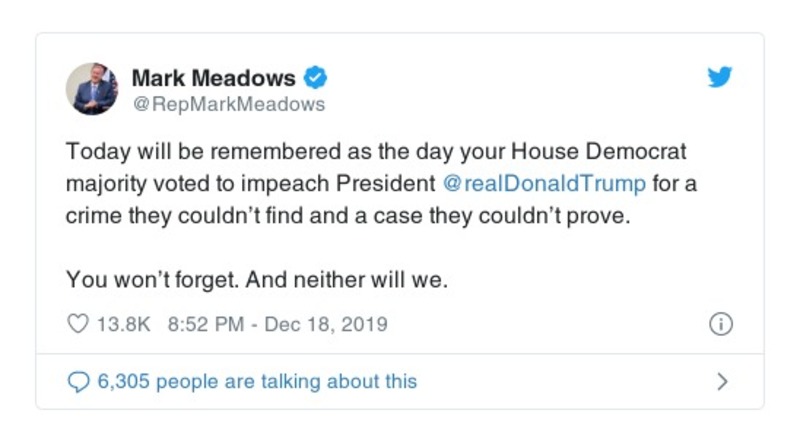 Mark Meadows
@RepMarkMeadows
Today will be remembered as the day your House Democrat
majority voted to impeach President @realDonaldTrump for a
crime they couldn’t find and a case they couldn’t prove.
You won’t forget. And neither will we.
13.8K 8:52 PM - Dec 18, 2019
6,305 people are talking about this